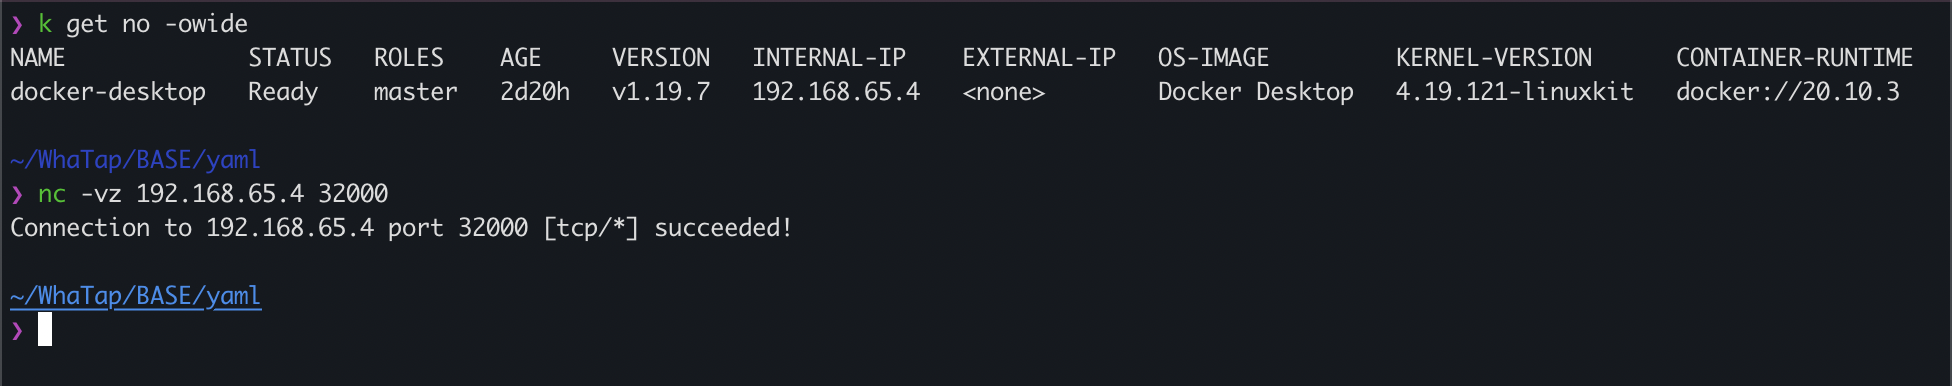 ❯ k get no -owide
NAME             STATUS   ROLES    AGE     VERSION   INTERNAL-IP    EXTERNAL-IP   OS-IMAGE         KERNEL-VERSION      CONTAINER-RUNTIME
docker-desktop   Ready    master   2d20h   v1.19.7   192.168.65.4   <none>        Docker Desktop   4.19.121-linuxkit   docker://20.10.3
~/WhaTap/BASE/yaml
❯ nc -vz 192.168.65.4 32000
Connection to 192.168.65.4 port 32000 [tcp/*] succeeded!
~/WhaTap/BASE/yaml
❯